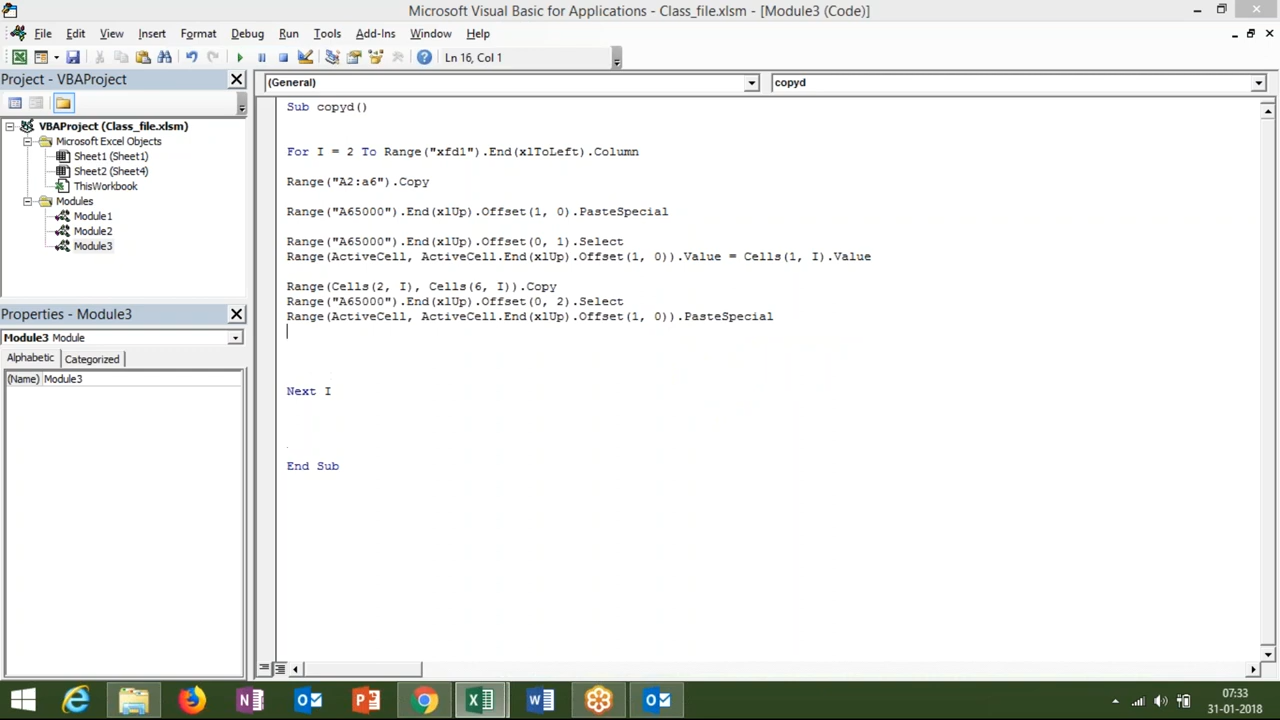 Microsoft Visual Basic for Applications - Class_file.xlsm - [Module3 (Code)]
File Edit View Insert Format Debug Run Tools Add-Ins Window Help
Ln 16, Col 1
Project - VBAProject
VBAProject (Class_file.xlsm)
Microsoft Excel Objects
Sheet1 (Sheet1)
Sheet2 (Sheet4)
ThisWorkbook
Modules
Module1
Module2
Module3
Properties - Module3
Module3 Module
Alphabetic Categorized
(Name) Module3
(General) copyd
Sub copyd()
For I = 2 To Range("xfd1").End(xlToLeft).Column
Range("A2:a6").Copy
Range("A65000").End(xlUp).Offset(1, 0).PasteSpecial
Range("A65000").End(xlUp).Offset(0, 1).Select
Range(ActiveCell, ActiveCell.End(xlUp).Offset(1, 0)).Value = Cells(1, I).Value
Range(Cells(2, I), Cells(6, I)).Copy
Range("A65000").End(xlUp).Offset(0, 2).Select
Range(ActiveCell, ActiveCell.End(xlUp).Offset(1, 0)).PasteSpecial
Next I
End Sub
07:33
31-01-2018